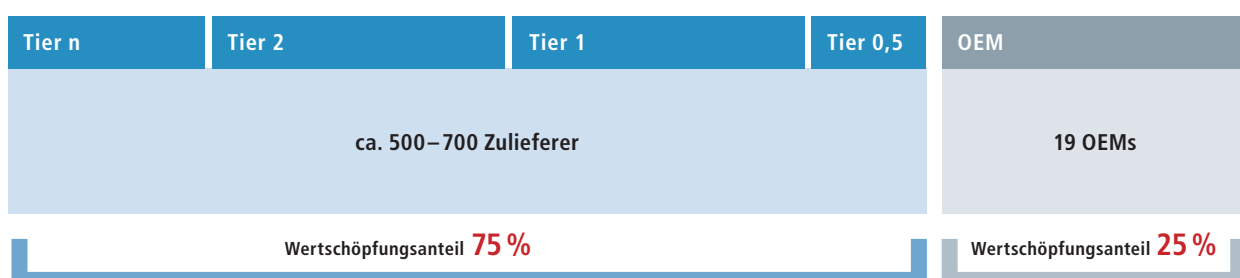 Tier n
Tier 2
Tier 1
Tier 0,5
OEM
ca. 500–700 Zulieferer
19 OEMs
Wertschöpfungsanteil 75 %
Wertschöpfungsanteil 25 %